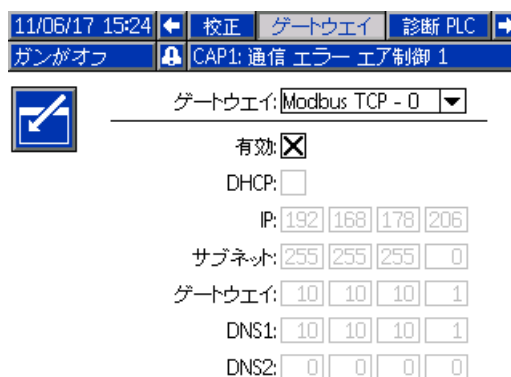 11/06/17 15:24 校正 ゲートウェイ 診断 PLC
ガンがオフ CAP1: 通信 エラー エア制御 1
ゲートウェイ: Modbus TCP - 0
有効:
DHCP:
IP: 192 168 178 206
サブネット: 255 255 255 0
ゲートウエイ: 10 10 10 1
DNS1: 10 10 10 1
DNS2: 0 0 0 0